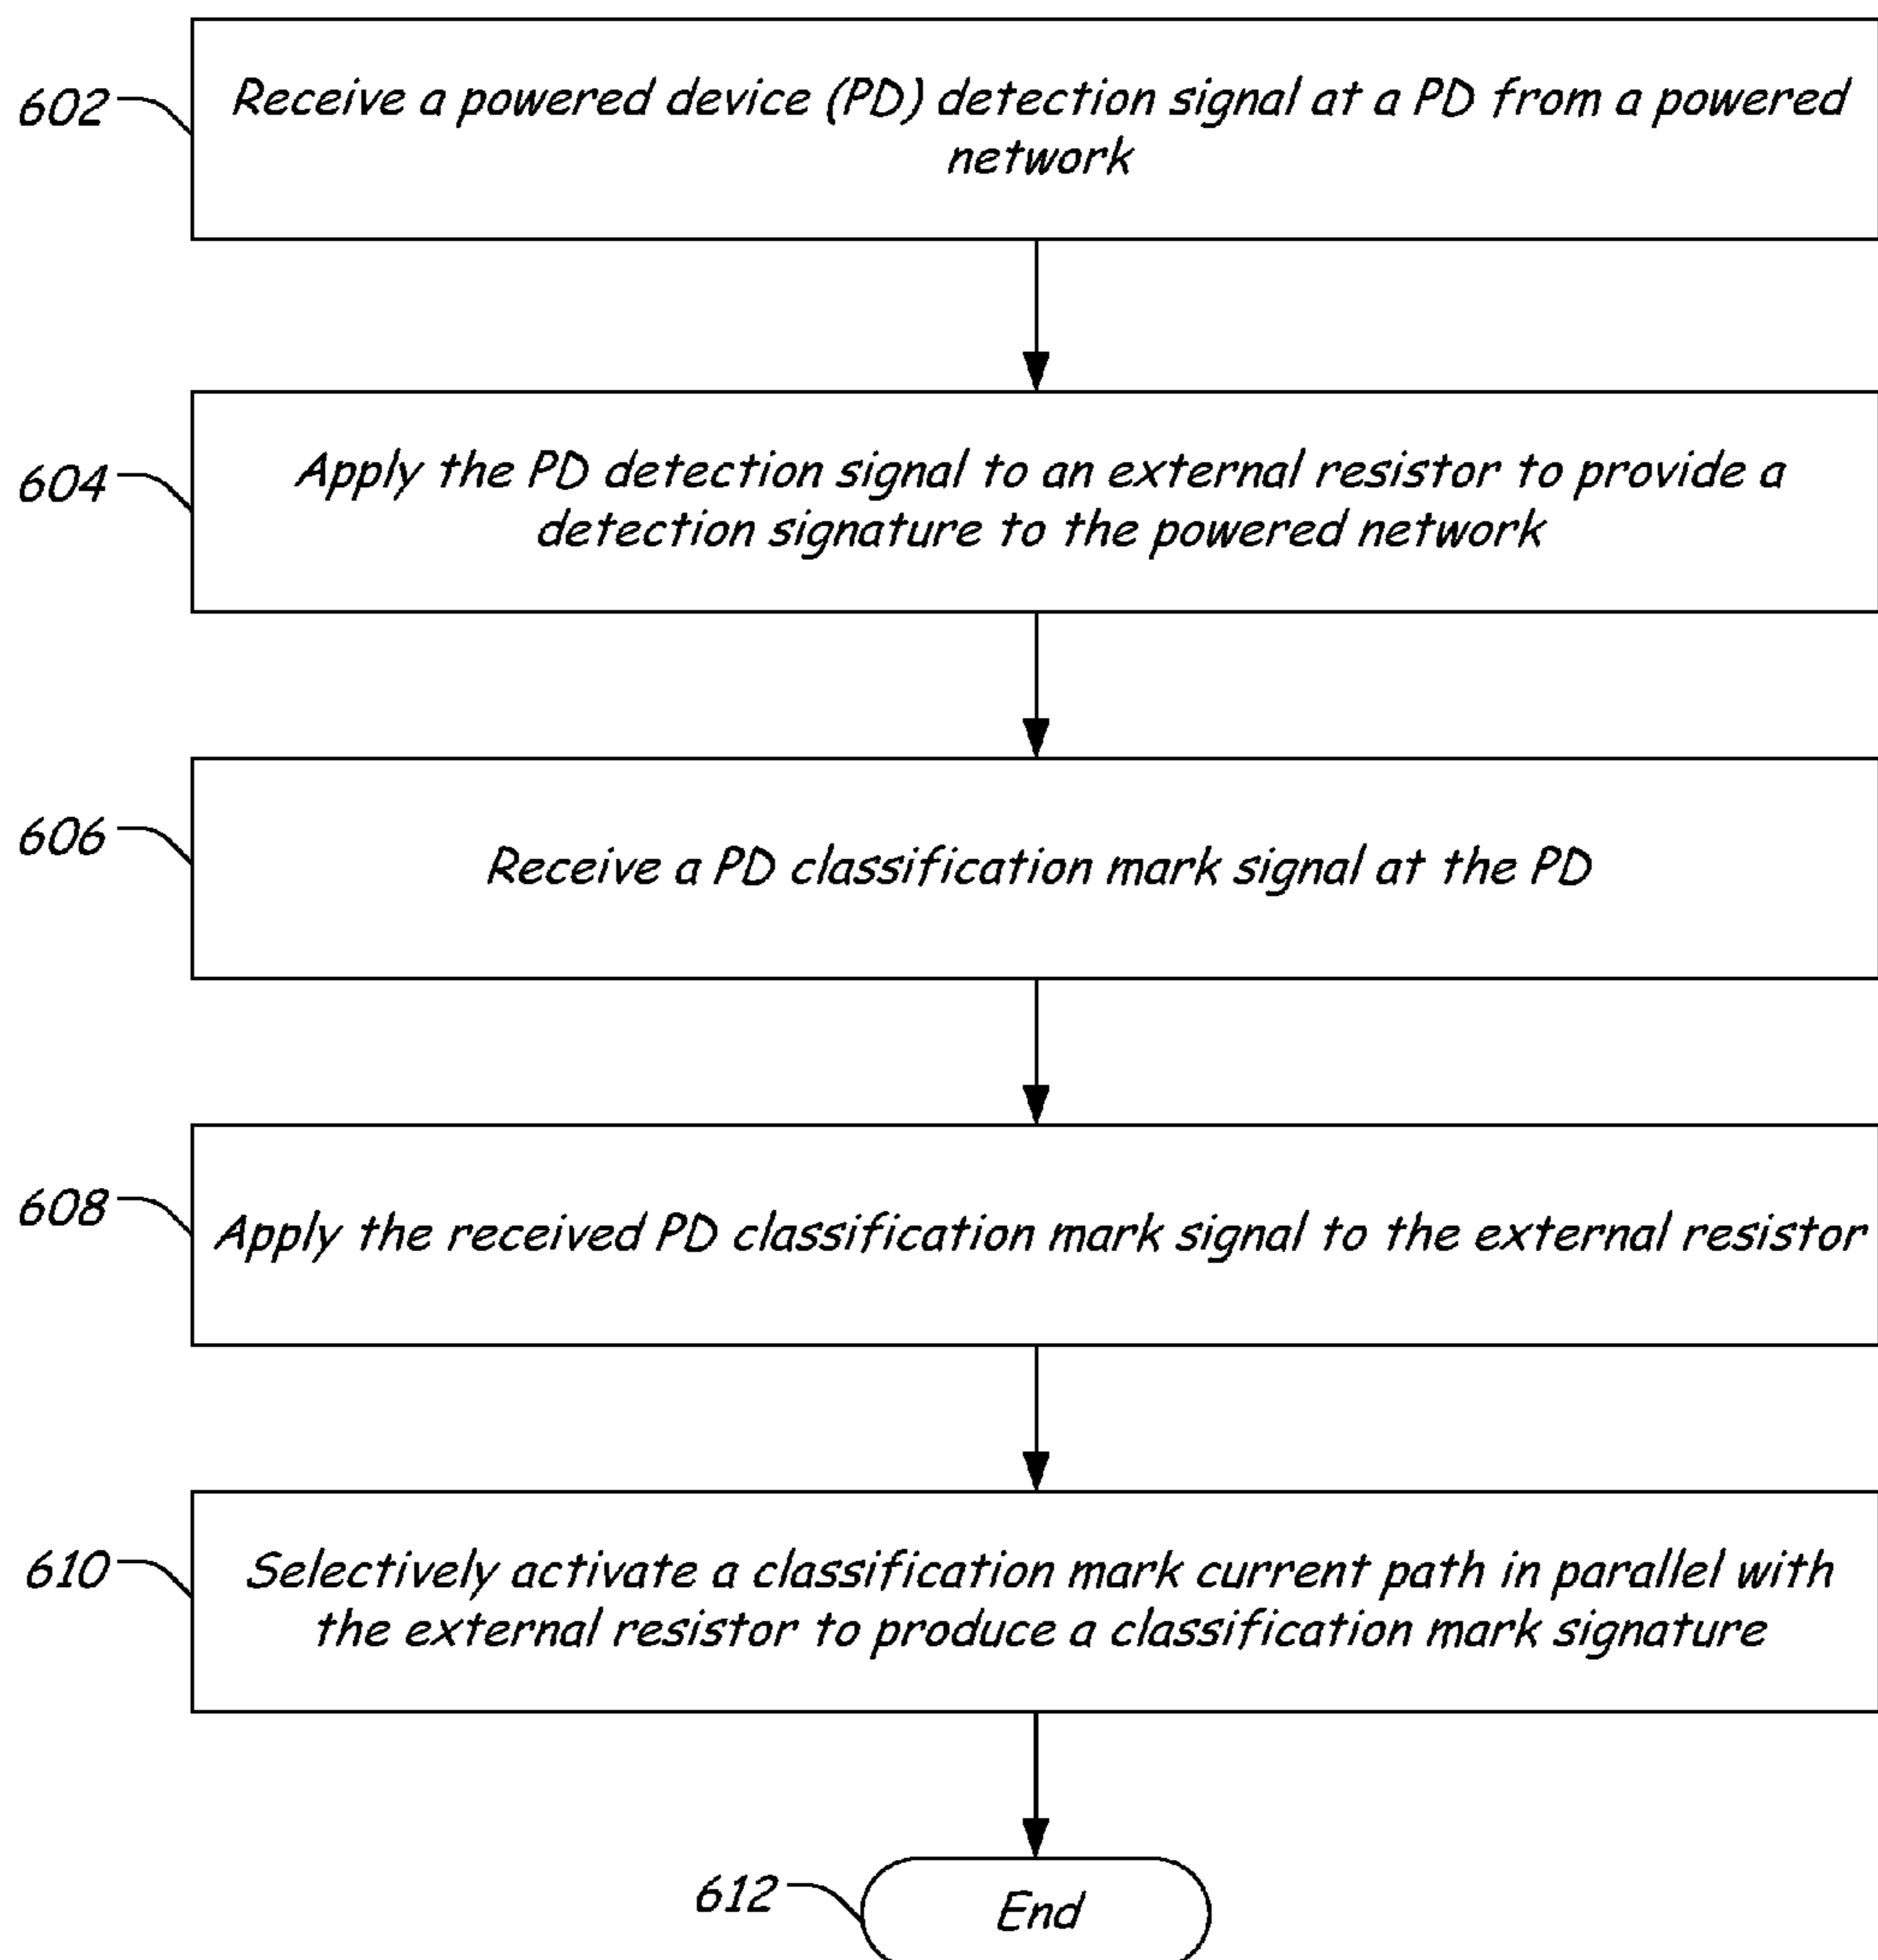 602
Receive a powered device (PD) detection signal at a PD from a powered
network
604
Apply the PD detection signal to an external resistor to provide a
detection signature to the powered network
606
Receive a PD classification mark signal at the PD
608
Apply the received PD classification mark signal to the external resistor
610
Selectively activate a classification mark current path in parallel with
the external resistor to produce a classification mark signature
612
End